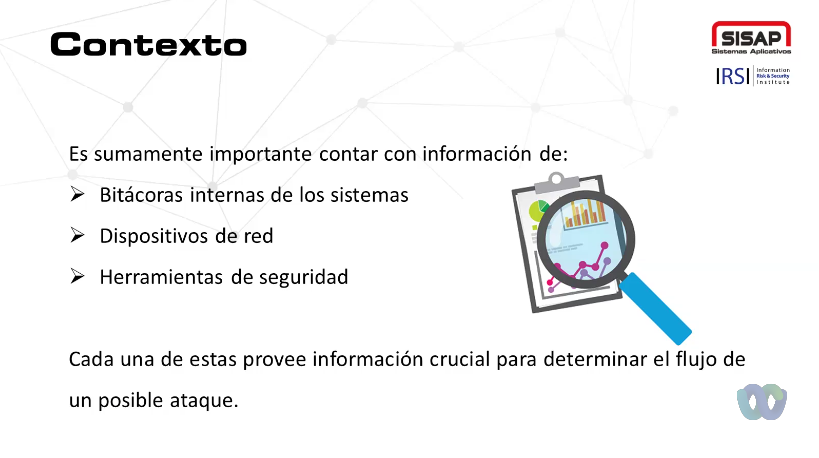 Contexto
SISAP
Sistemas Aplicativos
IRSI Information
Risk & Security
Institute
Es sumamente importante contar con información de:
Bitácoras internas de los sistemas
Dispositivos de red
Herramientas de seguridad
Cada una de estas provee información crucial para determinar el flujo de
un posible ataque.